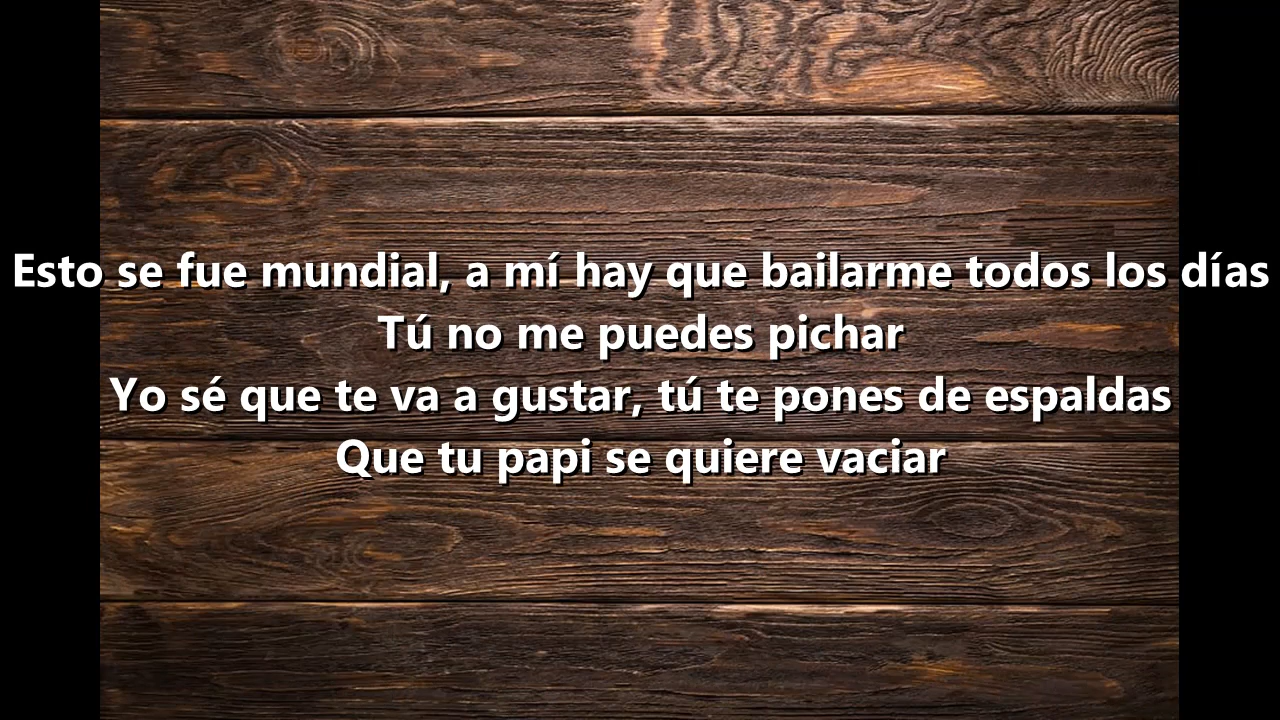 Esto se fue mundial, a mí hay que bailarme todos los días
Tú no me puedes pichar
Yo sé que te va a gustar, tú te pones de espaldas
Que tu papi se quiere vaciar